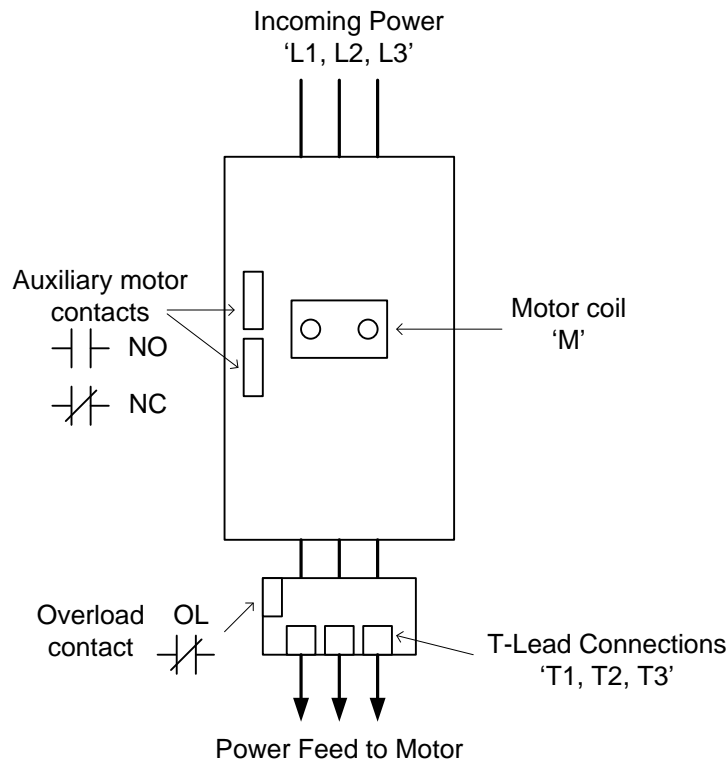 Incoming Power
‘L1, L2, L3’
Auxiliary motor
contacts
NO
NC
Motor coil
‘M’
Overload
contact
OL
T-Lead Connections
‘T1, T2, T3’
Power Feed to Motor